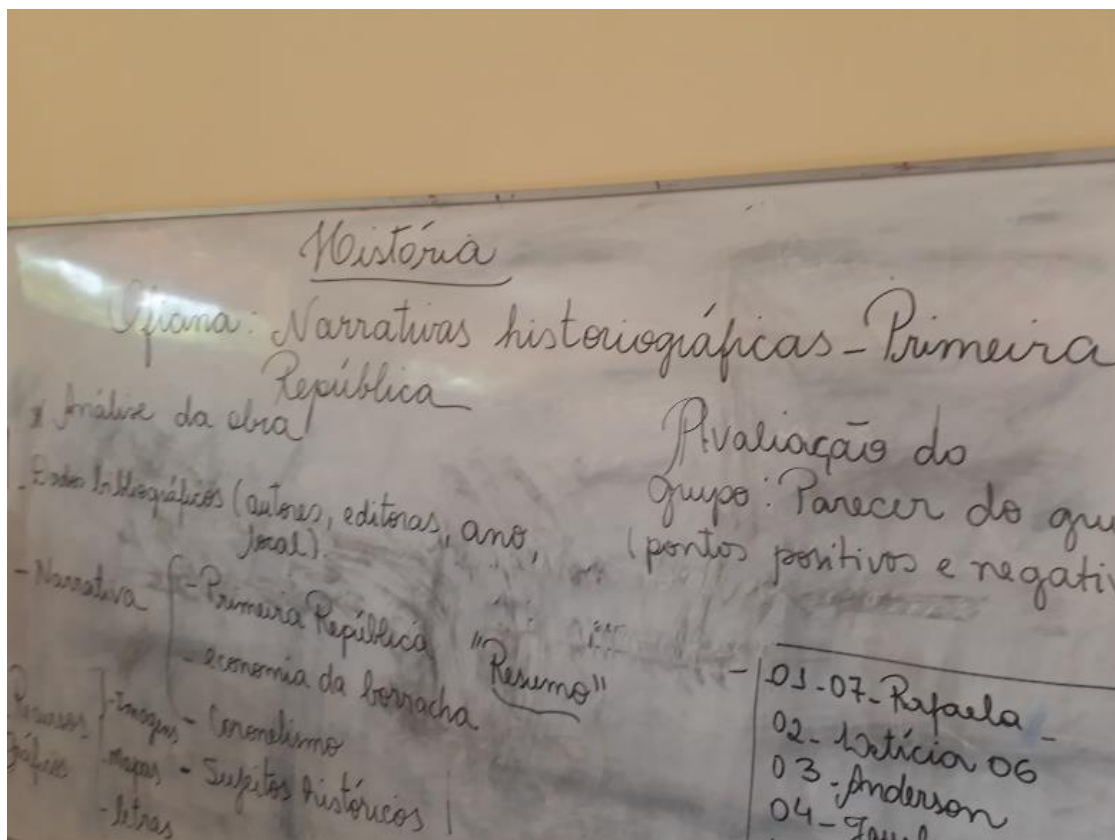 História
Oficina: Narrativas historiográficas - Primeira
República
* Análise da obra
- Dados bibliográficos (autores, editoras, ano,
local).
- Narrativa - Primeira República "Resumo"
- economia da borracha
- Coronelismo
- Sujeitos históricos
Recursos - Imagens
gráficos - mapas
- letras
Avaliação do
grupo: Parecer do
(pontos positivos e
- 01-07-Rafaela -
02- Letícia 06
03-Anderson
04-